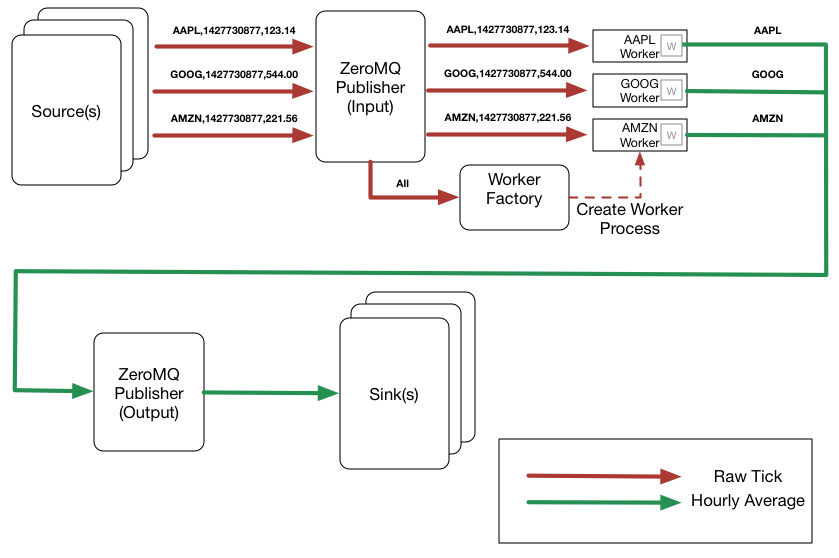 Source(s)
AAPL,1427730877,123.14
GOOG,1427730877,544.00
AMZN,1427730877,221.56
ZeroMQ
Publisher
(Input)
AAPL,1427730877,123.14
GOOG,1427730877,544.00
AMZN,1427730877,221.56
AAPL
Worker
W
GOOG
Worker
W
AMZN
Worker
W
AAPL
GOOG
AMZN
All
Worker
Factory
Create Worker
Process
ZeroMQ
Publisher
(Output)
Sink(s)
Raw Tick
Hourly Average